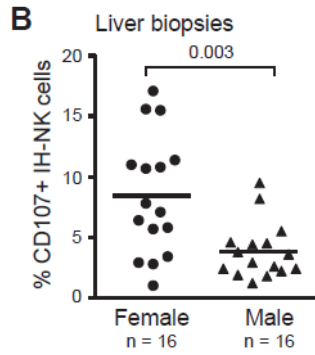 B
Liver biopsies
0.003
% CD107+ IH-NK cells
20
15
10
5
0
Female
Male
n = 16
n = 16